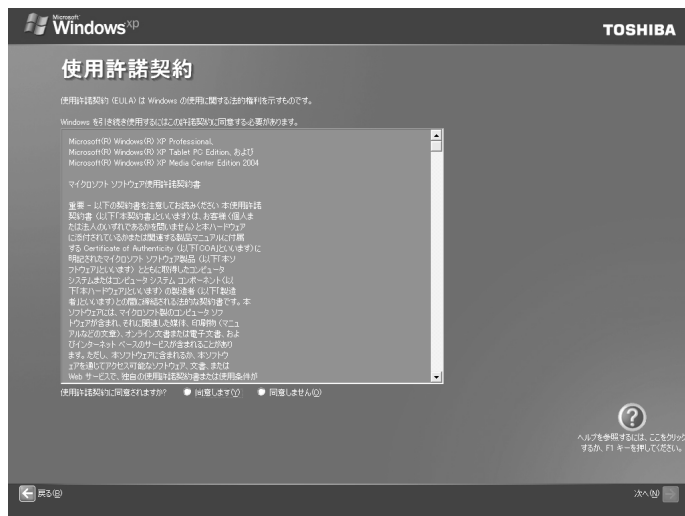 Microsoft
Windows xp
TOSHIBA
使用許諾契約
使用許諾契約 (EULA) は Windows の使用に関する法的権利を示すものです。
Windows を引き続き使用するにはこの許諾契約に同意する必要があります。
Microsoft(R) Windows(R) XP Professional,
Microsoft(R) Windows(R) XP Tablet PC Edition, および
Microsoft(R) Windows(R) XP Media Center Edition 2004
マイクロソフト ソフトウェア使用許諾契約書
重要 - 以下の契約書を注意してお読みください 本使用許諾
契約書 (以下「本契約書」といいます) は、お客様 (個人ま
たは法人のいずれであるかを問いません) と本ハードウェア
に添付されているかまたは関連する製品マニュアルに付属
する Certificate of Authenticity (以下「COA」といいます) に
明記されたマイクロソフト ソフトウェア製品 (以下「本ソ
フトウェア」といいます) とともに取得したコンピュータ
システムまたはコンピュータ システム コンポーネント (以
下「本ハードウェア」といいます) の製造者 (以下「製造
者」といいます) との間に締結される法的な契約書です。本
ソフトウェアには、マイクロソフト製のコンピュータ ソフ
トウェアが含まれ、それに関連した媒体、印刷物 (マニュ
アルなどの文章)、オンライン文書または電子文書、およ
びインターネット ベースのサービスが含まれることがあり
ます。ただし、本ソフトウェアに含まれるか、本ソフトウ
ェアを通じてアクセス可能なソフトウェア、文書、または
Web サービスで、独自の使用許諾契約書または使用条件が
使用許諾契約に同意されますか? 同意します(Y) 同意しません(O)
ヘルプを参照するには、ここをクリック
するか、F1 キーを押してください。
戻る(B) 次へ(N)